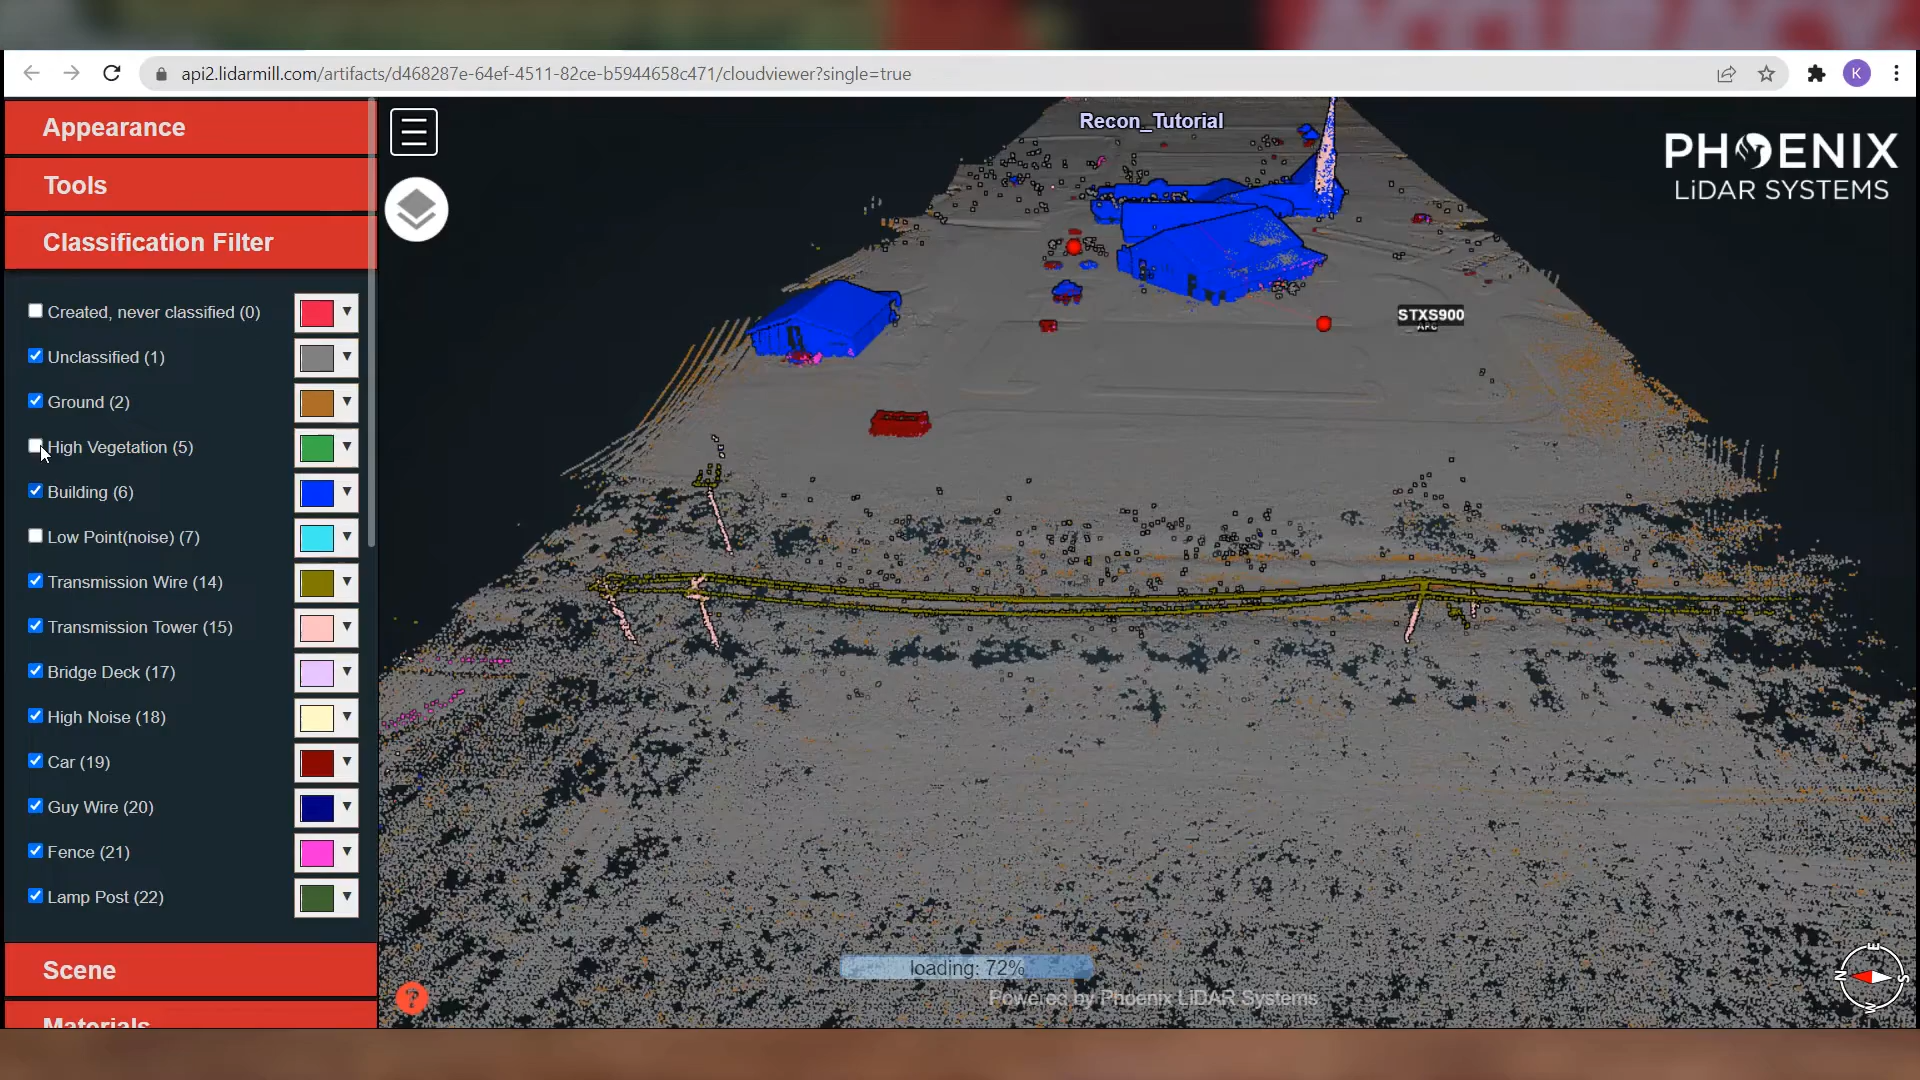 ACCURACY
api2.lidarmill.com/artifacts/d468287e-64ef-4511-82ce-b5944658c471/cloudviewer?single=true
K
Appearance
Tools
Classification Filter
Created, never classified (0)
Unclassified (1)
Ground (2)
High Vegetation (5)
Building (6)
Low Point(noise) (7)
Transmission Wire (14)
Transmission Tower (15)
Bridge Deck (17)
High Noise (18)
Car (19)
Guy Wire (20)
Fence (21)
Lamp Post (22)
Scene
Materials
Recon_Tutorial
PHOENIX
LiDAR SYSTEMS
STXS900
loading: 72%
Powered by Phoenix LiDAR Systems
?
E
N
S
W